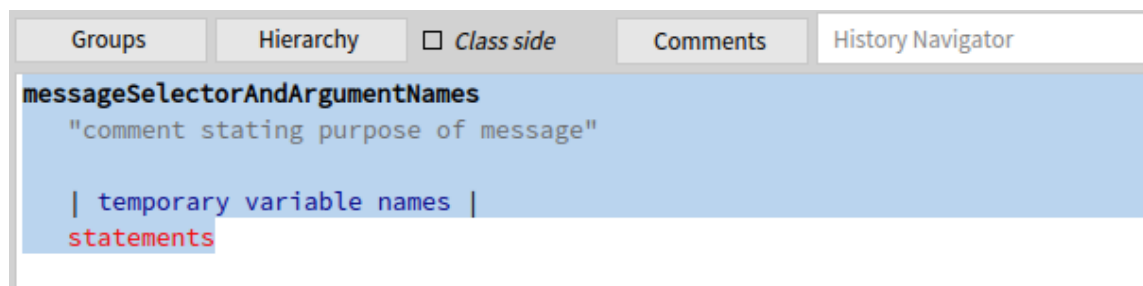 Groups Hierarchy Class side Comments History Navigator
messageSelectorAndArgumentNames
"comment stating purpose of message"
| temporary variable names |
statements